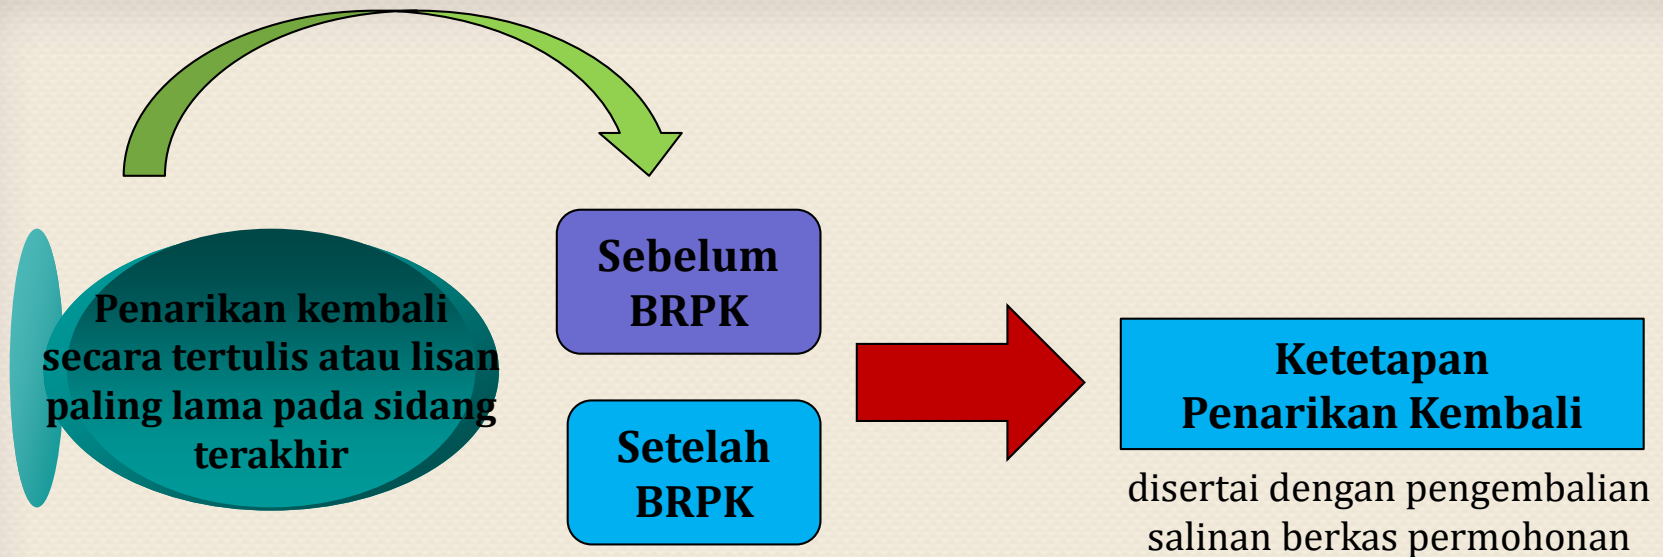 Penarikan kembali
secara tertulis atau lisan
paling lama pada sidang
terakhir
Sebelum
BRPK
Setelah
BRPK
Ketetapan
Penarikan Kembali
disertai dengan pengembalian
salinan berkas permohonan